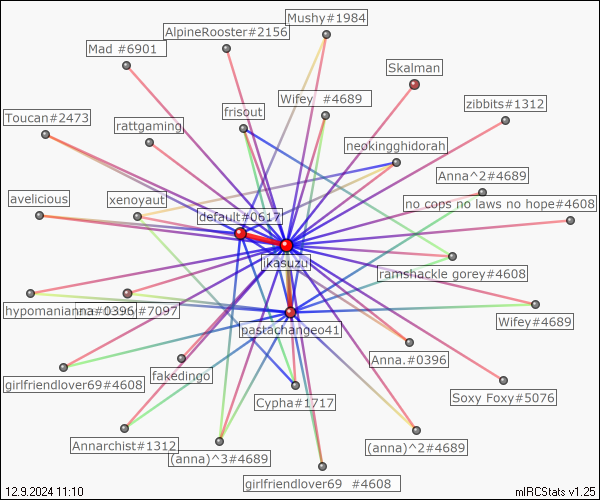 Mushy#1984
AlpineRooster#2156
Mad #6901
Skalman
Wifey #4689
zibbits#1312
frisout
Toucan#2473
rattgaming
neokingghidorah
Anna^2#4689
avelicious
xenoyaut
no cops no laws no hope#4608
default#0617
ikasuzu
ramshackle gorey#4608
hypomanianna#0396
#7097
Wifey#4689
pastachangeo41
Anna.#0396
fakedingo
girlfriendlover69#4608
Soxy Foxy#5076
Cypha#1717
Annarchist#1312
(anna)^2#4689
(anna)^3#4689
girlfriendlover69 #4608
12.9.2024 11:10
mIRCStats v1.25